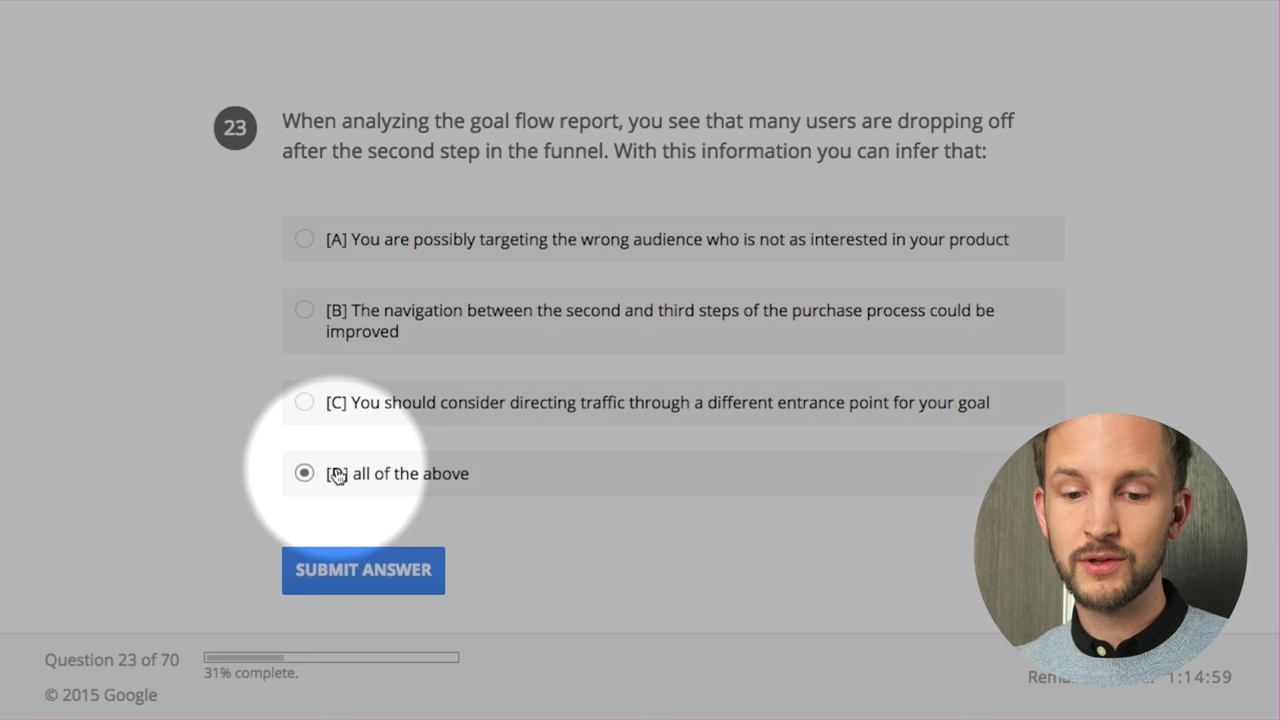 23
When analyzing the goal flow report, you see that many users are dropping off
after the second step in the funnel. With this information you can infer that:
[A] You are possibly targeting the wrong audience who is not as interested in your product
[B] The navigation between the second and third steps of the purchase process could be
improved
[C] You should consider directing traffic through a different entrance point for your goal
all of the above
SUBMIT ANSWER
Question 23 of 70
31% complete.
© 2015 Google
1:14:59